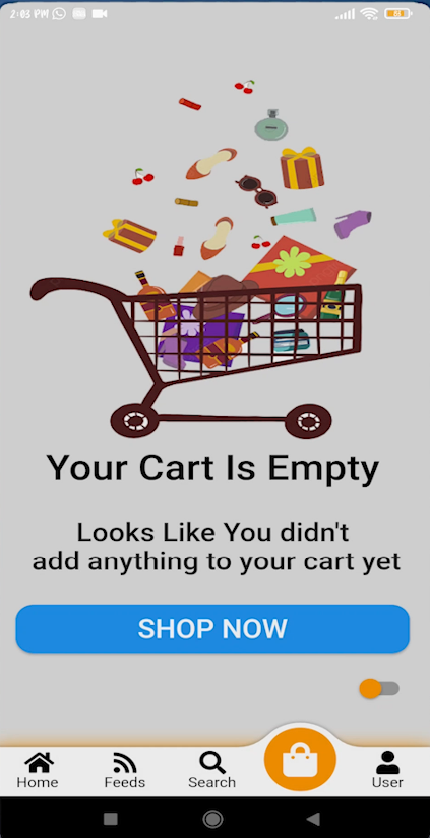 2:03 PM
Your Cart Is Empty
Looks Like You didn't
add anything to your cart yet
SHOP NOW
Home
Feeds
Search
User